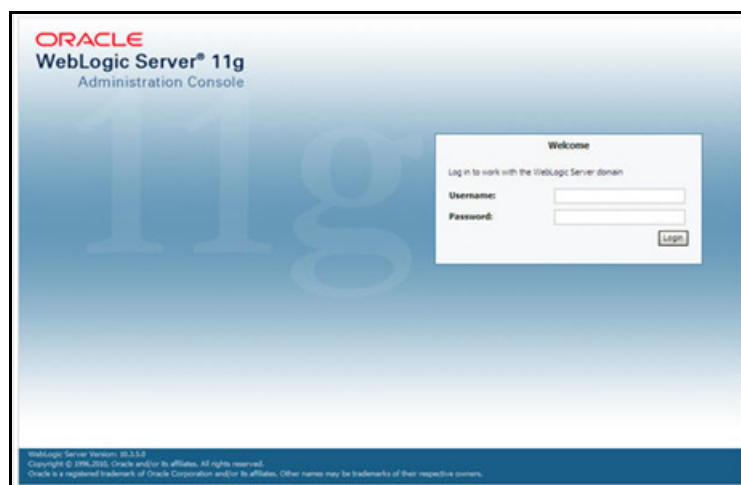 ORACLE
WebLogic Server® 11g
Administration Console
11g
Welcome
Log in to work with the WebLogic Server domain
Username:
Password:
Login
WebLogic Server Version: 10.3.5.0
Copyright © 1996,2010, Oracle and/or its affiliates. All rights reserved.
Oracle is a registered trademark of Oracle Corporation and/or its affiliates. Other names may be trademarks of their respective owners.